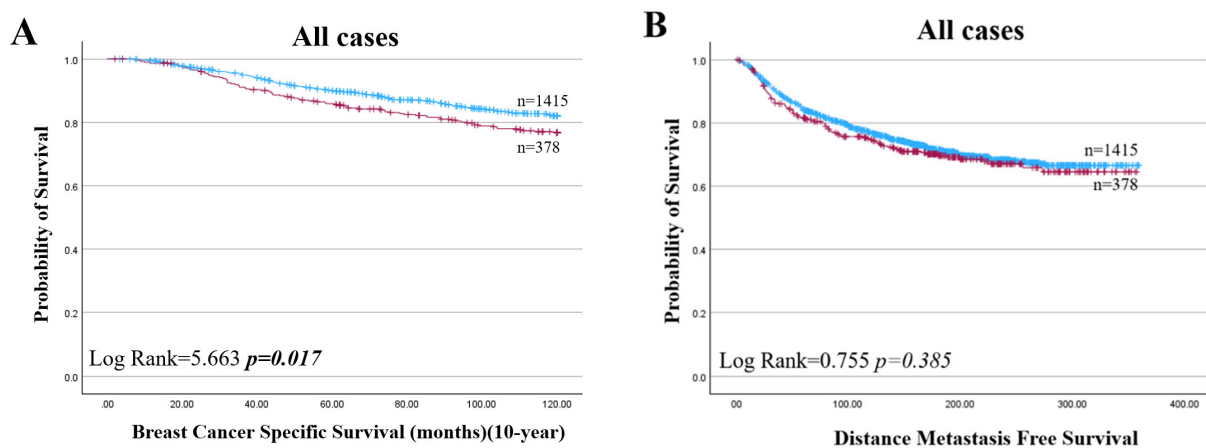 A
All cases
1.0
0.8
0.6
0.4
0.2
0.0
Probability of Survival
n=1415
n=378
Log Rank=5.663 p=0.017
.00 20.00 40.00 60.00 80.00 100.00 120.00
Breast Cancer Specific Survival (months)(10-year)
B
All cases
1.0
0.8
0.6
0.4
0.2
0.0
Probability of Survival
n=1415
n=378
Log Rank=0.755 p=0.385
00 100.00 200.00 300.00 400.00
Distance Metastasis Free Survival